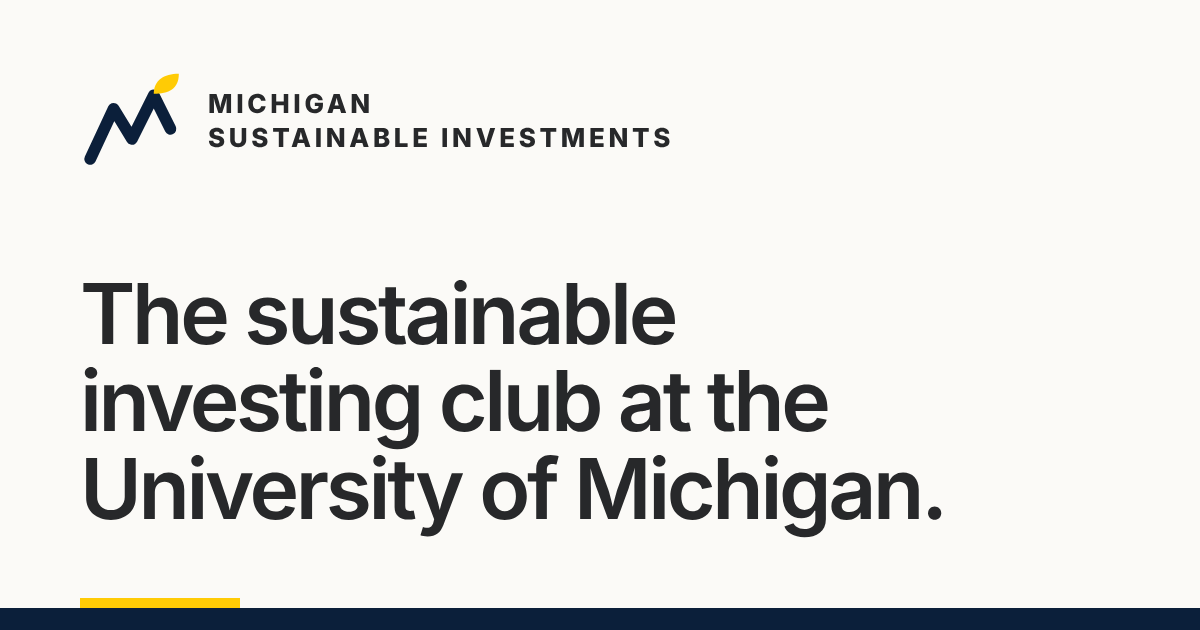 MICHIGAN
SUSTAINABLE INVESTMENTS
The sustainable
investing club at the
University of Michigan.